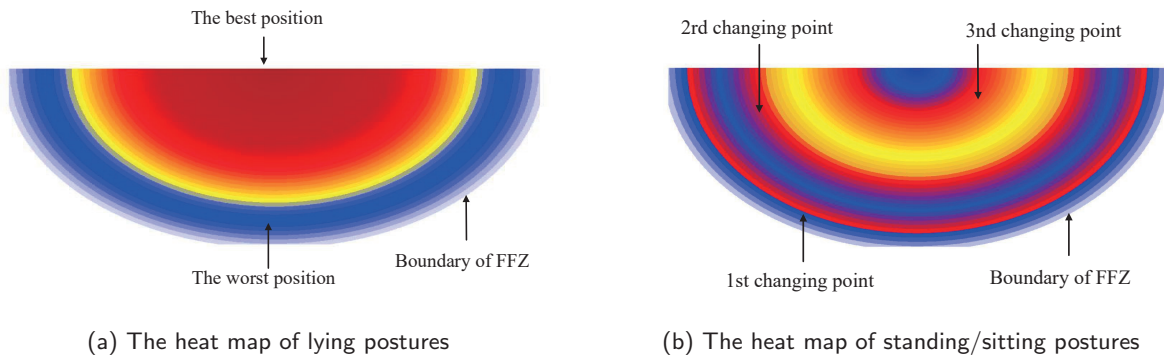 The best position
The worst position
Boundary of FFZ
(a) The heat map of lying postures
2rd changing point
3nd changing point
1st changing point
Boundary of FFZ
(b) The heat map of standing/sitting postures